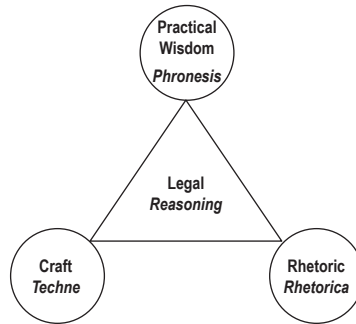 Practical
Wisdom
Phronesis
Legal
Reasoning
Craft
Techne
Rhetoric
Rhetorica